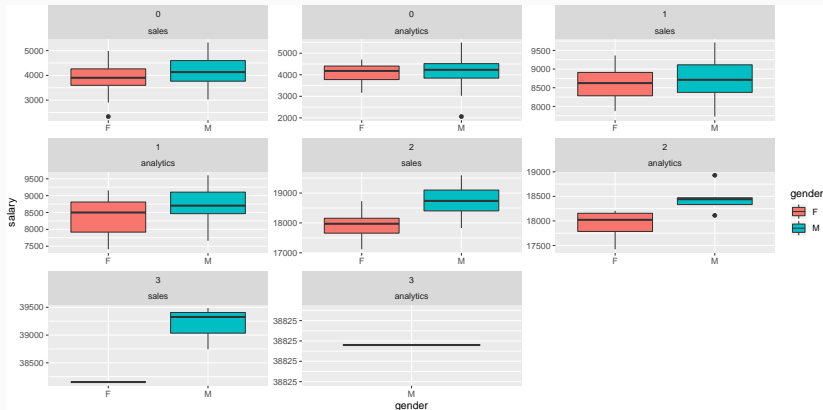 0
sales
5000
4000
3000
F
M
0
analytics
5000
4000
3000
2000
F
M
1
sales
9500
9000
8500
8000
F
M
1
analytics
9500
9000
8500
8000
7500
F
M
2
sales
19000
18000
17000
F
M
2
analytics
19000
18500
18000
17500
F
M
3
sales
39500
39000
38500
F
M
3
analytics
38825
38825
38825
38825
M
salary
gender
gender
F
M